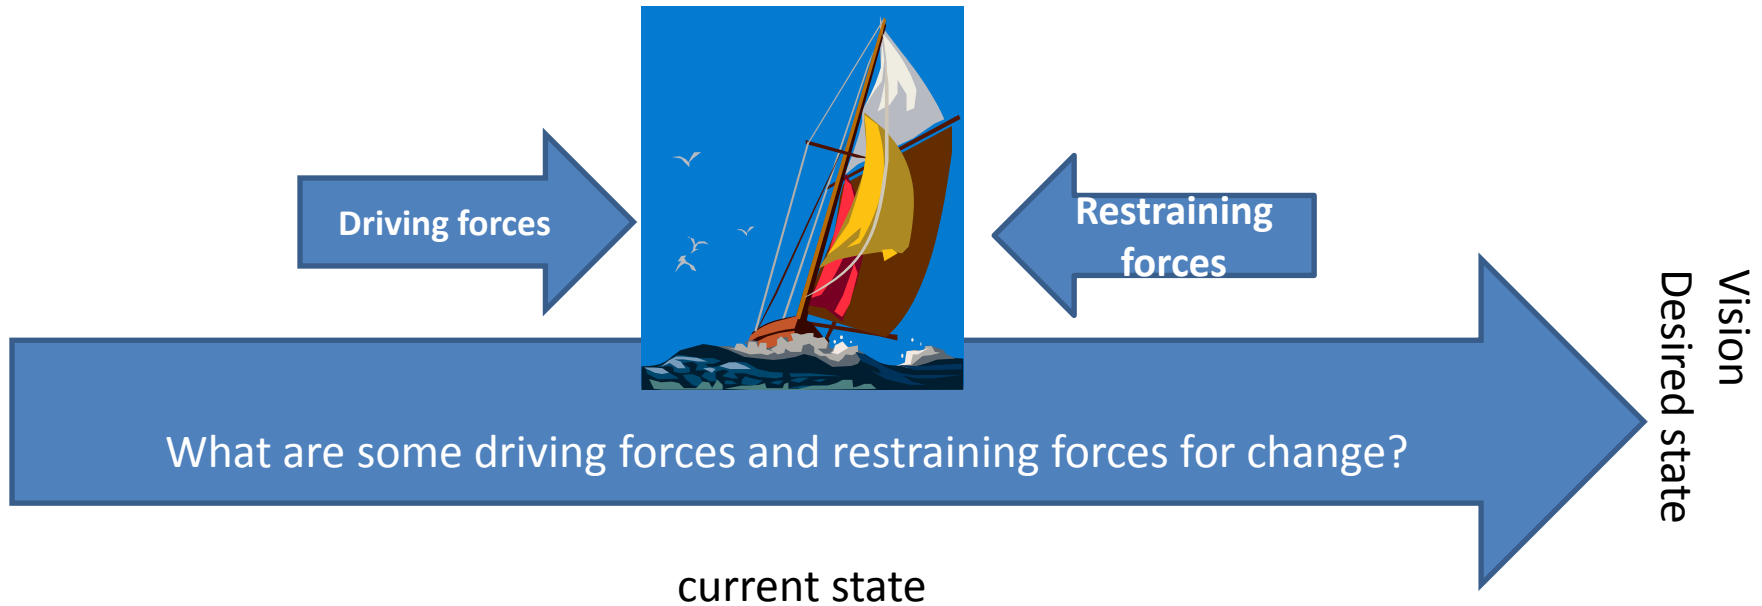 Driving forces
Restraining
forces
What are some driving forces and restraining forces for change?
Vision
Desired state
current state